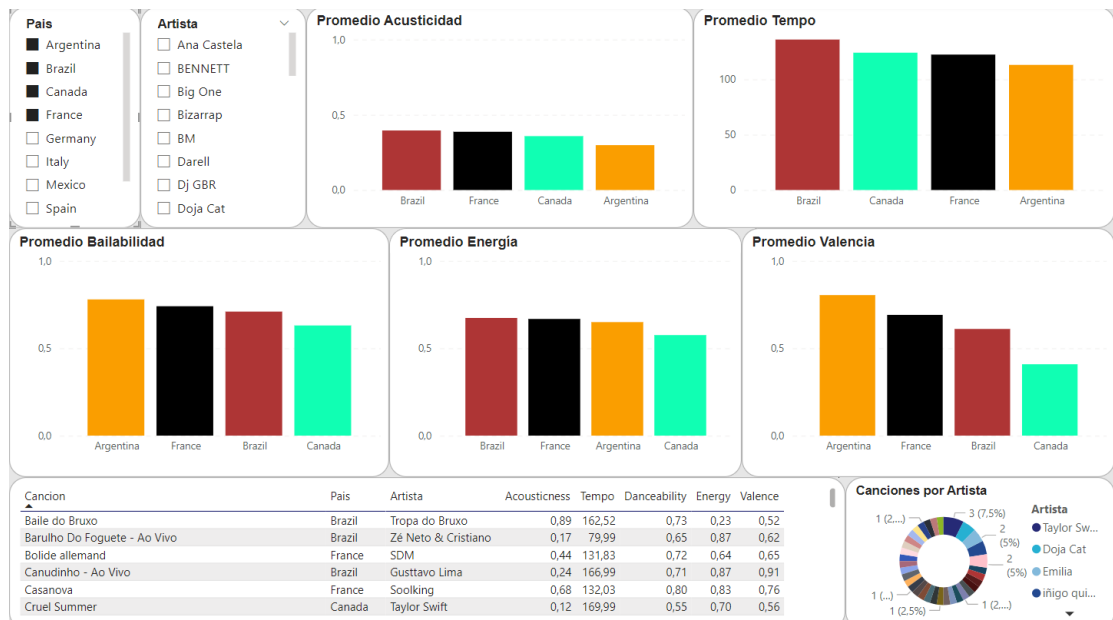 Pais
Argentina
Brazil
Canada
France
Germany
Italy
Mexico
Spain
Artista
Ana Castela
BENNETT
Big One
Bizarrap
BM
Darell
Dj GBR
Doja Cat
Promedio Acusticidad
1,0
0,5
0,0
Brazil France Canada Argentina
Promedio Tempo
100
50
0
Brazil Canada France Argentina
Promedio Bailabilidad
1,0
0,5
0,0
Argentina France Brazil Canada
Promedio Energía
1,0
0,5
0,0
Brazil France Argentina Canada
Promedio Valencia
1,0
0,5
0,0
Argentina France Brazil Canada
Cancion Pais Artista Acousticness Tempo Danceability Energy Valence
Baile do Bruxo Brazil Tropa do Bruxo 0,89 162,52 0,73 0,23 0,52
Barulho Do Foguete - Ao Vivo Brazil Zé Neto & Cristiano 0,17 79,99 0,65 0,87 0,62
Bolide allemand France SDM 0,44 131,83 0,72 0,64 0,65
Canudinho - Ao Vivo Brazil Gusttavo Lima 0,24 166,99 0,71 0,87 0,91
Casanova France Soolking 0,68 132,03 0,80 0,83 0,76
Cruel Summer Canada Taylor Swift 0,12 169,99 0,55 0,70 0,56
Canciones por Artista
1 (2,...)
3 (7,5%)
2
(5%)
2
(5%)
1 (...)
1 (2,5%)
1 (2,...)
Artista
Taylor Sw...
Doja Cat
Emilia
iñigo qui...